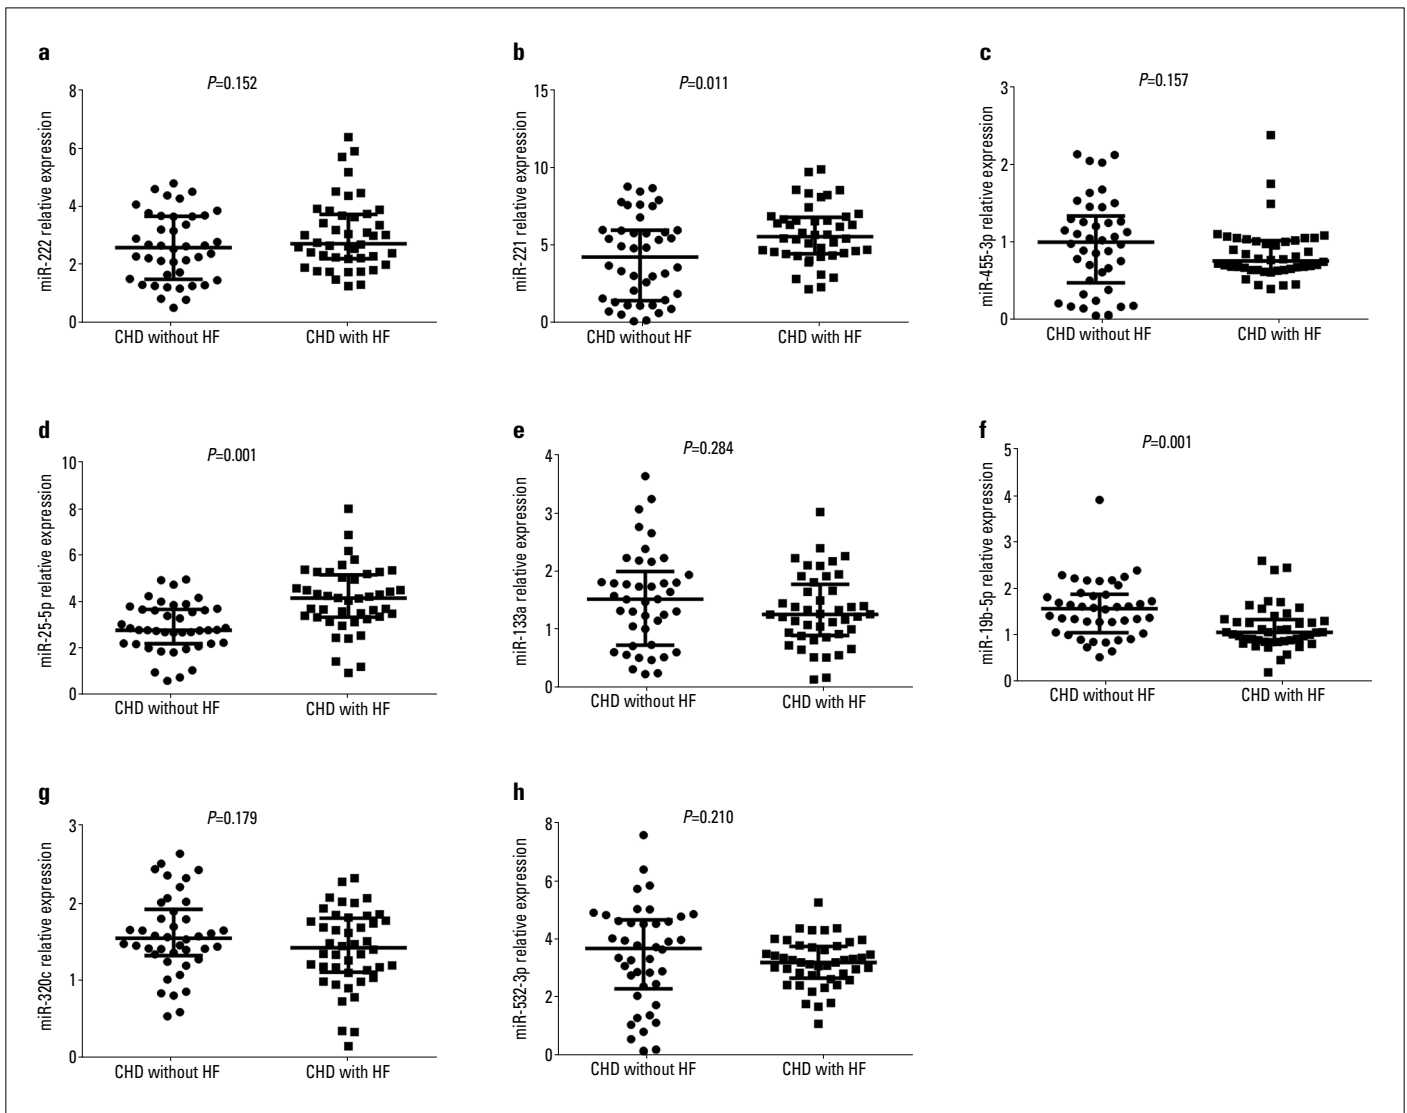 a
P=0.152
miR-222 relative expression
8
6
4
2
0
CHD without HF
CHD with HF
b
P=0.011
miR-221 relative expression
15
10
5
0
CHD without HF
CHD with HF
c
P=0.157
miR-455-3p relative expression
3
2
1
0
CHD without HF
CHD with HF
d
P=0.001
miR-25-5p relative expression
10
8
6
4
2
0
CHD without HF
CHD with HF
e
P=0.284
miR-133a relative expression
4
3
2
1
0
CHD without HF
CHD with HF
f
P=0.001
miR-19b-5p relative expression
5
4
3
2
1
0
CHD without HF
CHD with HF
g
P=0.179
miR-320c relative expression
3
2
1
0
CHD without HF
CHD with HF
h
P=0.210
miR-532-3p relative expression
8
6
4
2
0
CHD without HF
CHD with HF